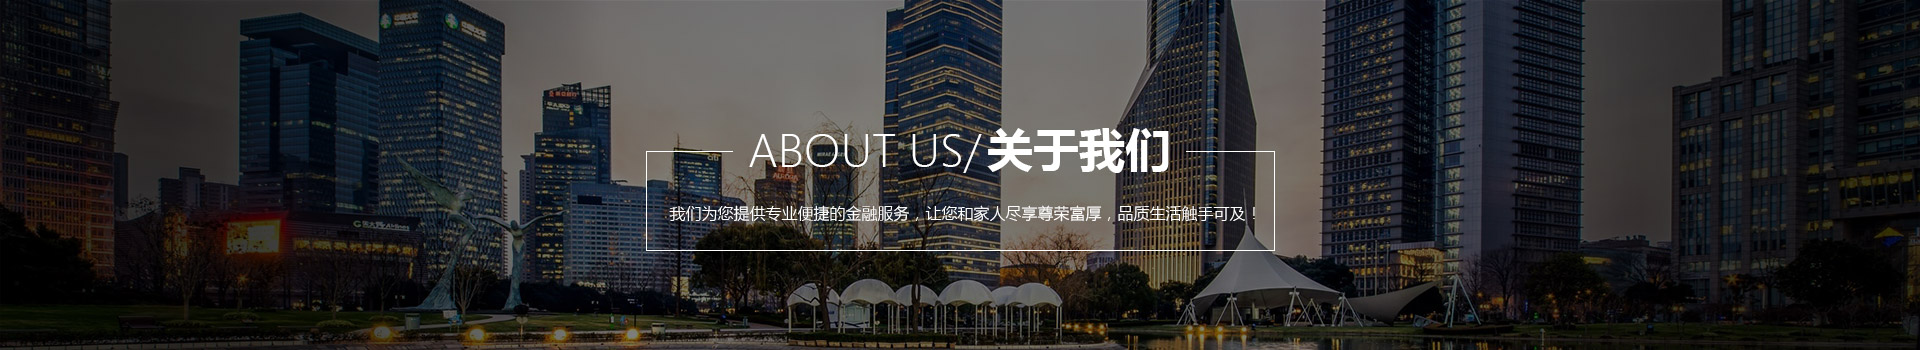 ABOUT US/关于我们
我们为您提供专业便捷的金融服务，让您和家人尽享尊荣富厚，品质生活触手可及！
citi